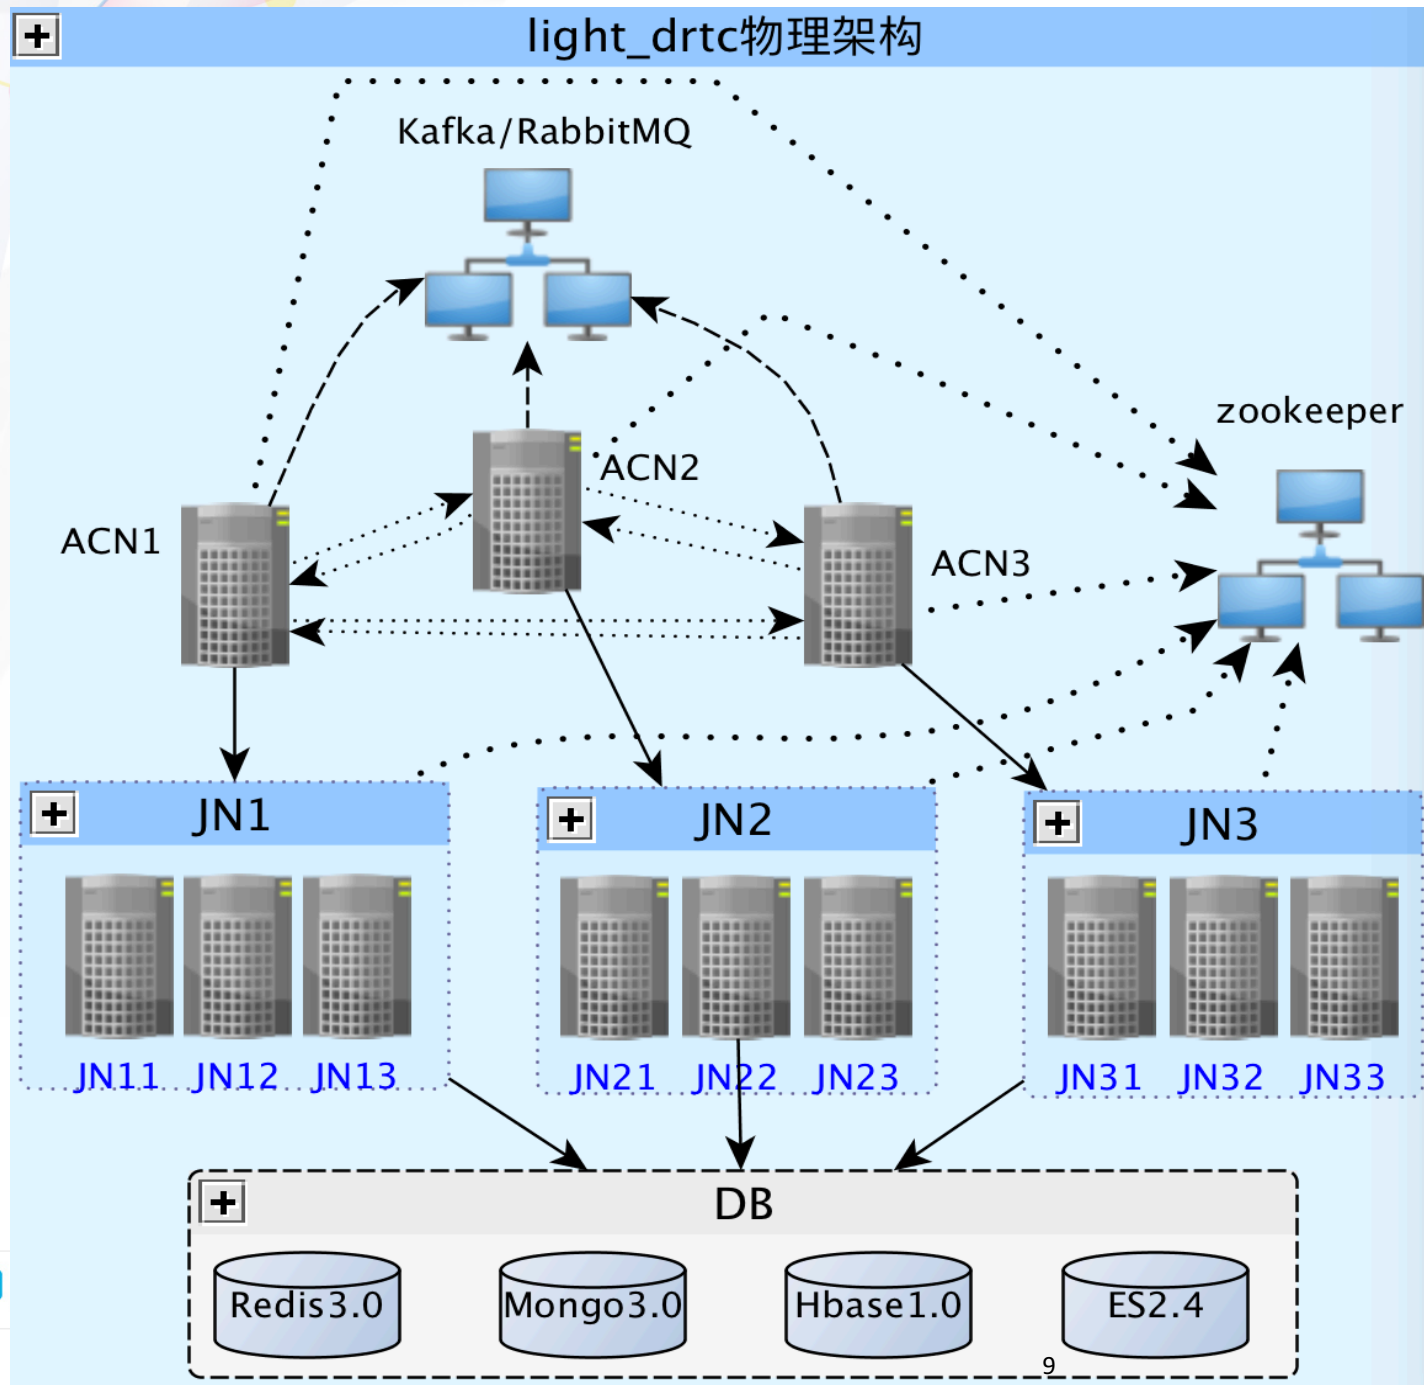 light_drtc物理架构
Kafka/RabbitMQ
zookeeper
ACN2
ACN1
ACN3
JN1
JN2
JN3
JN11 JN12 JN13
JN21 JN22 JN23
JN31 JN32 JN33
DB
Redis3.0
Mongo3.0
Hbase1.0
ES2.4
9